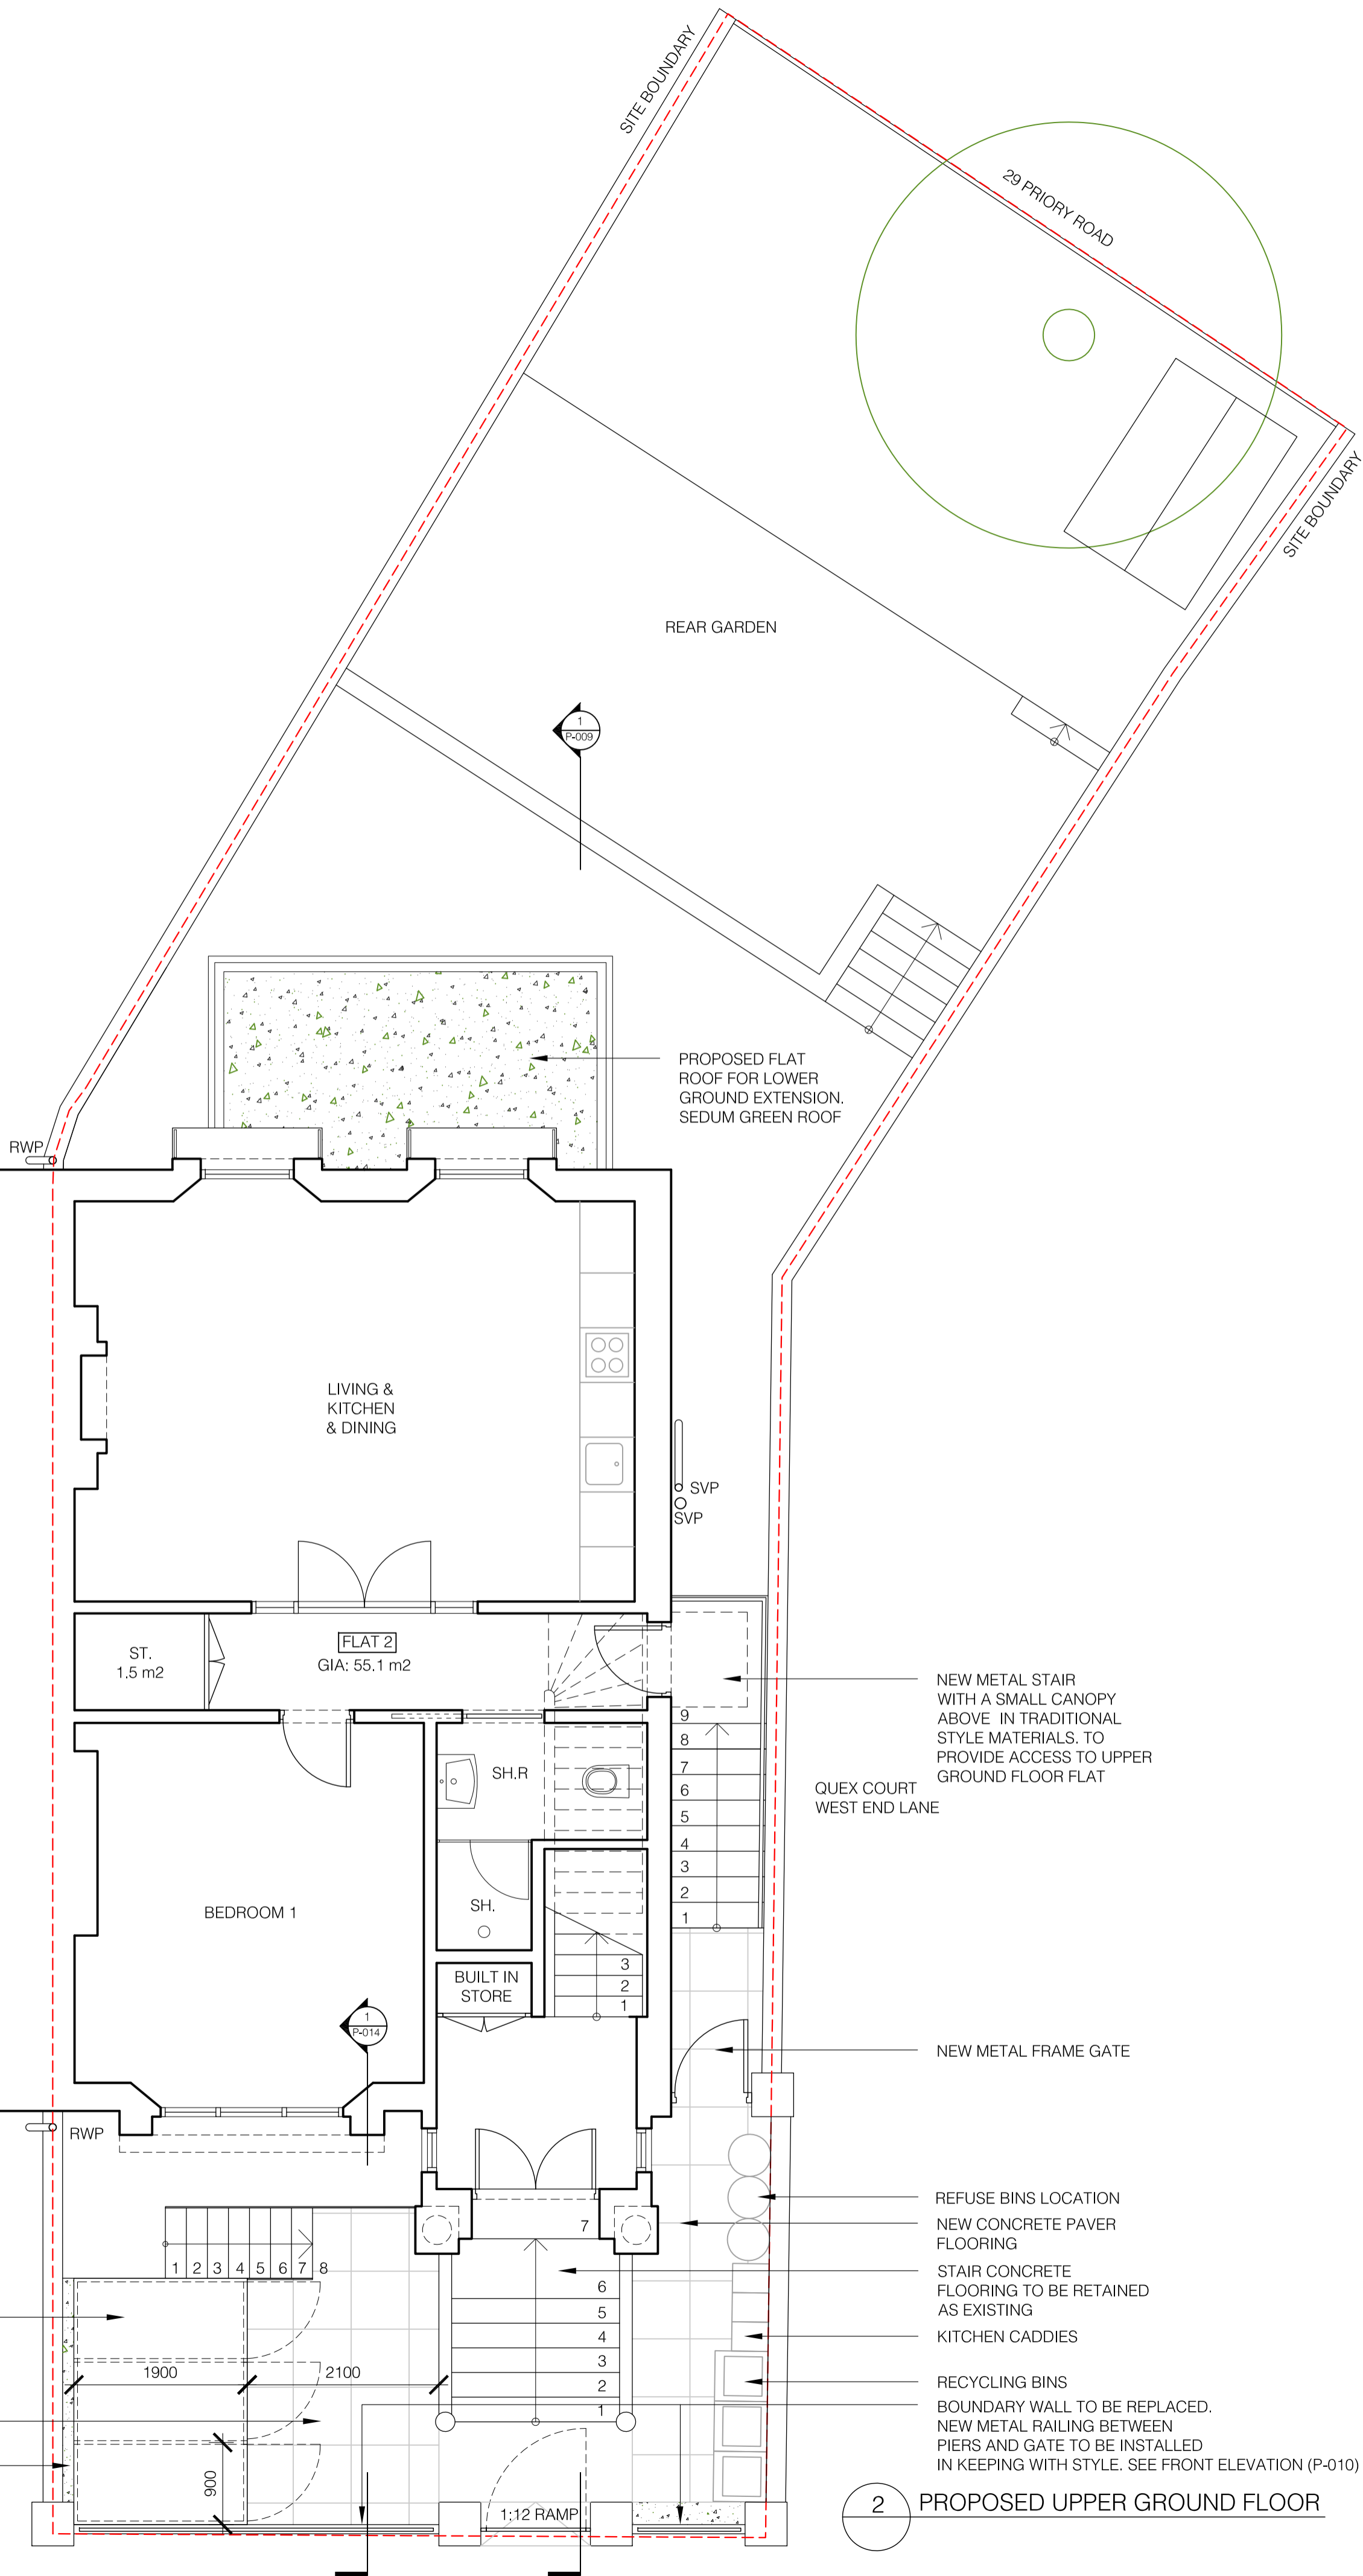 SITE BOUNDARY
29 PRIORY ROAD
SITE BOUNDARY
REAR GARDEN
1
P-009
PROPOSED FLAT
ROOF FOR LOWER
GROUND EXTENSION.
SEDUM GREEN ROOF
RWP
LIVING &
KITCHEN
& DINING
SVP
SVP
ST.
1.5 m2
FLAT 2
GIA: 55.1 m2
NEW METAL STAIR
WITH A SMALL CANOPY
ABOVE IN TRADITIONAL
STYLE MATERIALS. TO
PROVIDE ACCESS TO UPPER
GROUND FLOOR FLAT
9
8
7
6
5
4
3
2
1
SH.R
QUEX COURT
WEST END LANE
BEDROOM 1
SH.
BUILT IN
STORE
3
2
1
1
P-014
NEW METAL FRAME GATE
RWP
REFUSE BINS LOCATION
NEW CONCRETE PAVER
FLOORING
STAIR CONCRETE
FLOORING TO BE RETAINED
AS EXISTING
KITCHEN CADDIES
RECYCLING BINS
BOUNDARY WALL TO BE REPLACED.
NEW METAL RAILING BETWEEN
PIERS AND GATE TO BE INSTALLED
IN KEEPING WITH STYLE. SEE FRONT ELEVATION (P-010)
7
6
5
4
3
2
1
1 2 3 4 5 6 7 8
1900
2100
900
1:12 RAMP
2 PROPOSED UPPER GROUND FLOOR